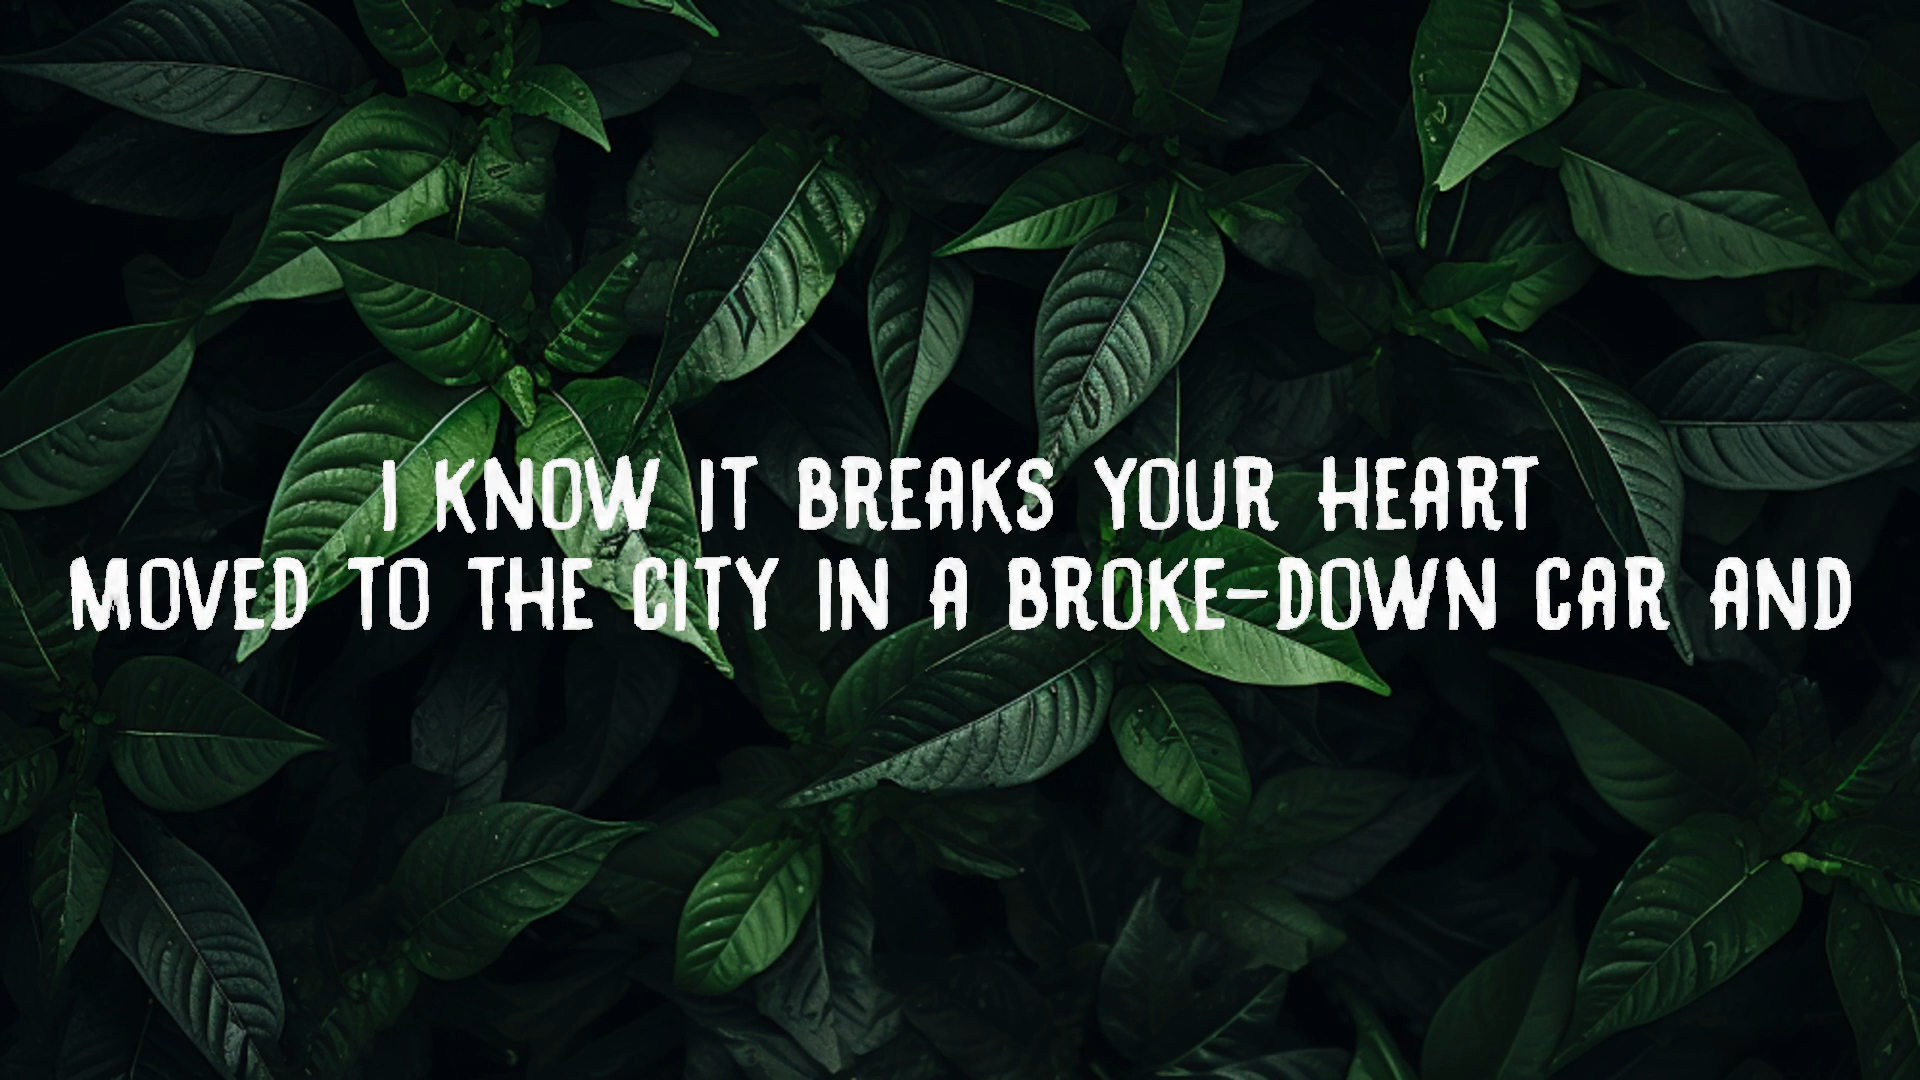 I KNOW IT BREAKS YOUR HEART
MOVED TO THE CITY IN A BROKE-DOWN CAR AND